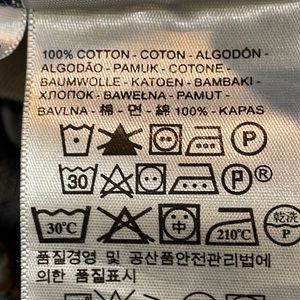 100% COTTON - COTON - ALGODÓN -
ALGODÃO - PAMUK - COTONE -
BAUMWOLLE - KATOEN - BAMBAKI -
ХЛОПОК - BAWEŁNA - PAMUT -
BAVLNA - 棉 - 면 - 綿 100% - KAPAS
P
30 P®
30°C 中 210°C 乾洗
품질경영 및 공산품안전관리법에
의한 품질표시